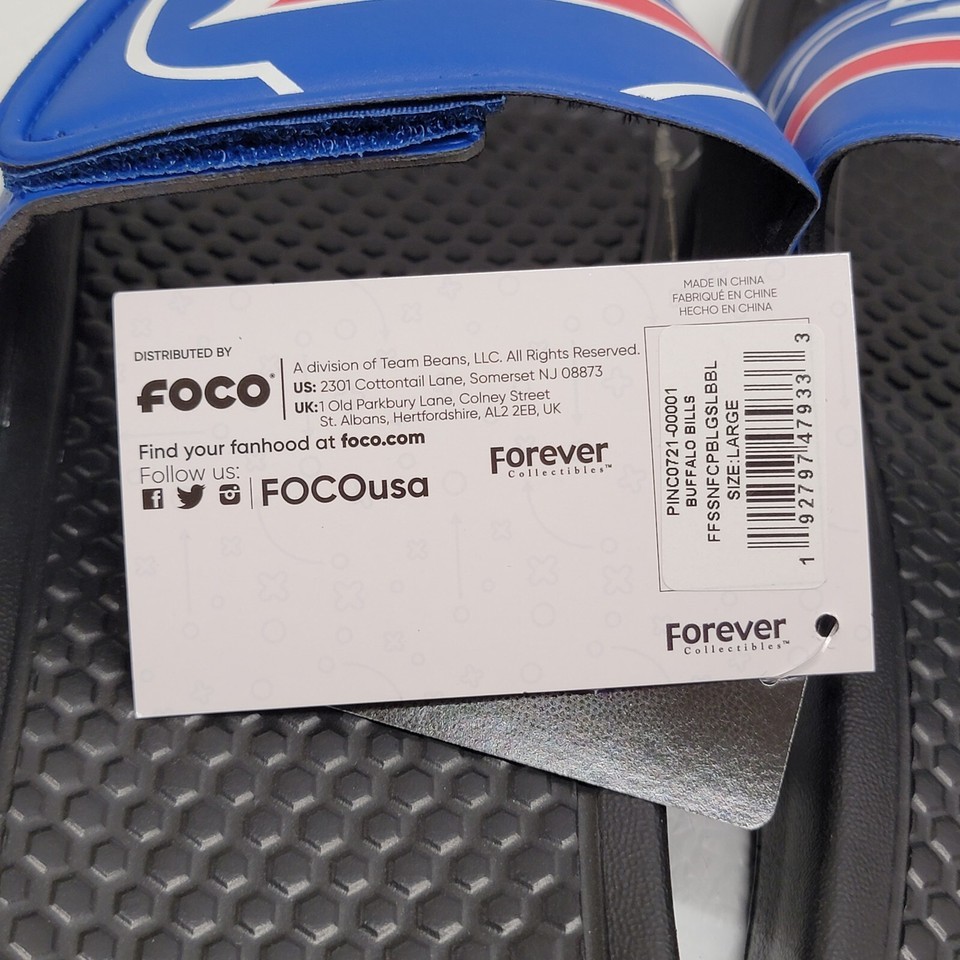 MADE IN CHINA
FABRIQUÉ EN CHINE
HECHO EN CHINA
DISTRIBUTED BY
FOCO®
A division of Team Beans, LLC. All Rights Reserved.
US: 2301 Cottontail Lane, Somerset NJ 08873
UK:1 Old Parkbury Lane, Colney Street
St. Albans, Hertfordshire, AL2 2EB, UK
Find your fanhood at foco.com
Follow us:
FOCOusa
Forever
Collectibles™
PINC0721-00001
BUFFALO BILLS
FFSSNFCPBLGSLBBL
SIZE:LARGE
1 92797 47933 3
Forever
Collectibles™